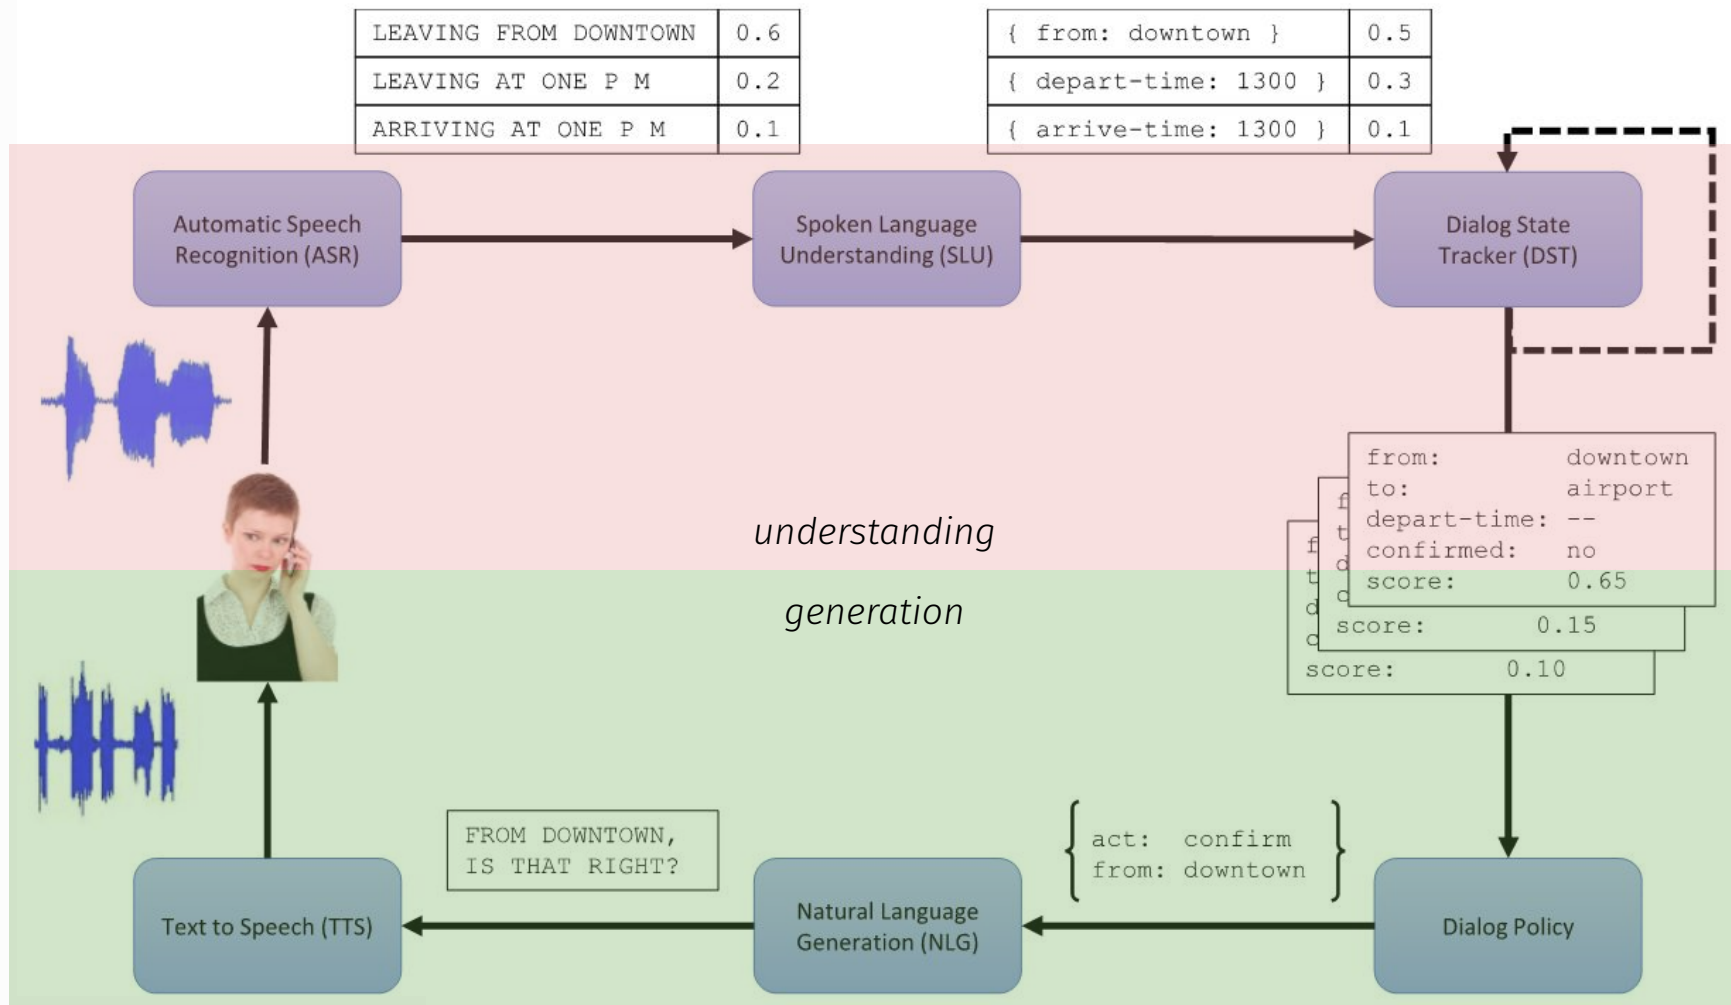 LEAVING FROM DOWNTOWN 0.6
LEAVING AT ONE P M 0.2
ARRIVING AT ONE P M 0.1
{ from: downtown } 0.5
{ depart-time: 1300 } 0.3
{ arrive-time: 1300 } 0.1
Automatic Speech
Recognition (ASR)
Spoken Language
Understanding (SLU)
Dialog State
Tracker (DST)
from: downtown
to: airport
depart-time: --
confirmed: no
score: 0.65
f
t
d
c
score: 0.15
f
t
d
c
score: 0.10
understanding
generation
act: confirm
from: downtown
FROM DOWNTOWN,
IS THAT RIGHT?
Text to Speech (TTS)
Natural Language
Generation (NLG)
Dialog Policy